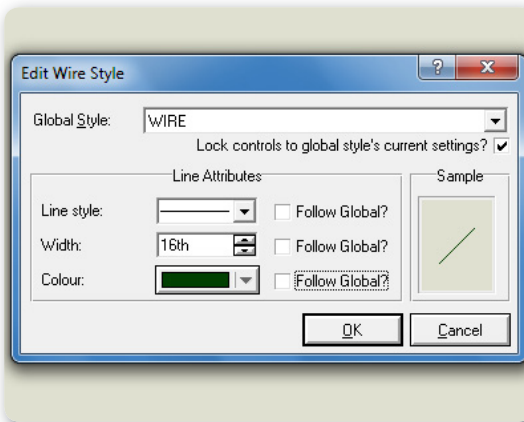 Edit Wire Style
Global Style: WIRE
Lock controls to global style's current settings?
Line Attributes
Sample
Line style: Follow Global?
Width: 16th Follow Global?
Colour: Follow Global?
OK Cancel